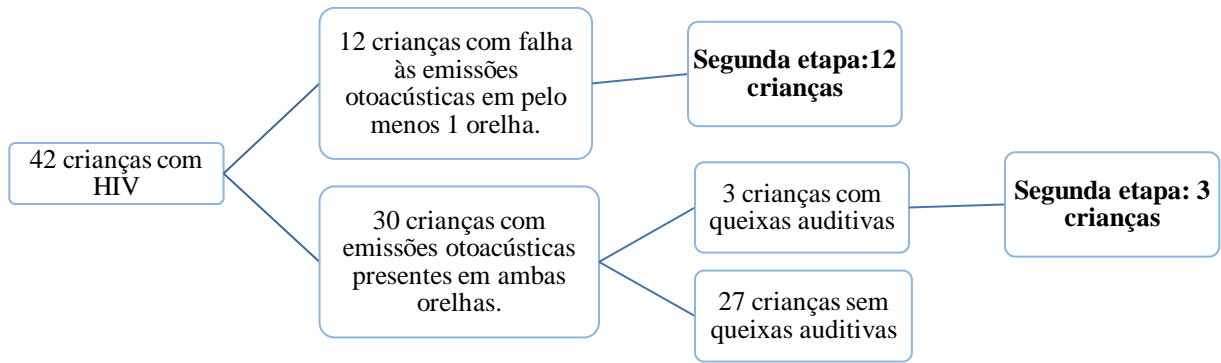 42 crianças com
HIV
12 crianças com falha
às emissões
otoacústicas em pelo
menos 1 orelha.
Segunda etapa:12
crianças
30 crianças com
emissões otoacústicas
presentes em ambas
orelhas.
3 crianças com
queixas auditivas
Segunda etapa: 3
crianças
27 crianças sem
queixas auditivas